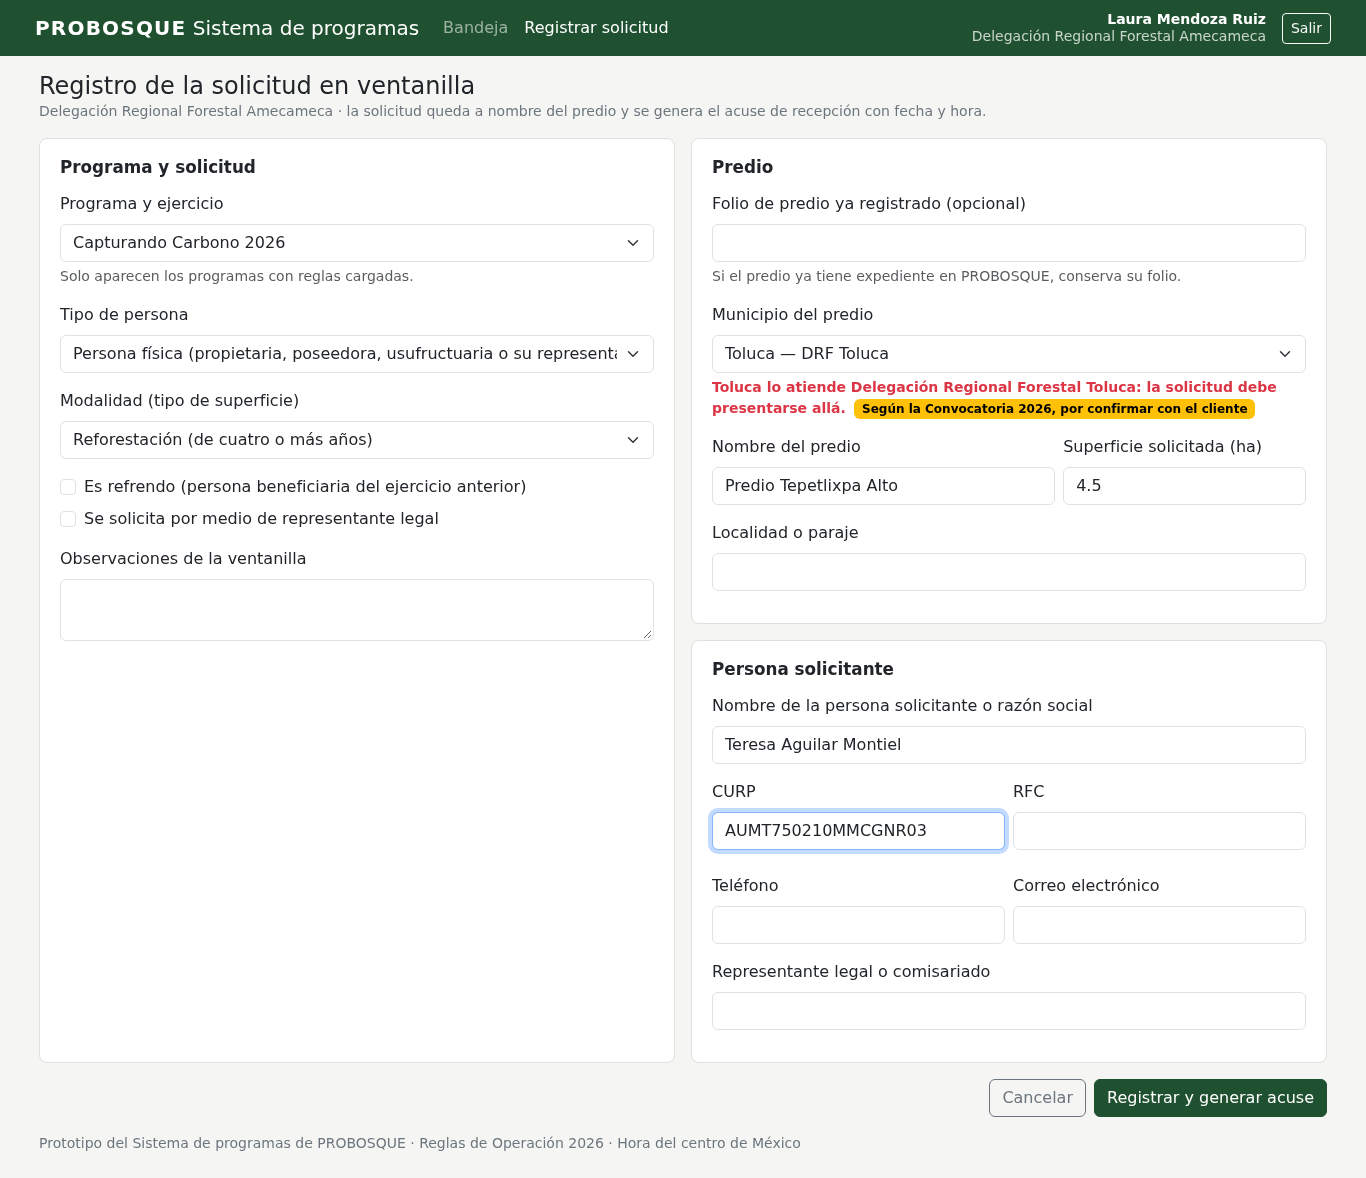 PROBOSQUE Sistema de programas Bandeja Registrar solicitud
Laura Mendoza Ruiz
Delegación Regional Forestal Amecameca
Salir
Registro de la solicitud en ventanilla
Delegación Regional Forestal Amecameca · la solicitud queda a nombre del predio y se genera el acuse de recepción con fecha y hora.
Programa y solicitud
Programa y ejercicio
Capturando Carbono 2026
Solo aparecen los programas con reglas cargadas.
Tipo de persona
Persona física (propietaria, poseedora, usufructuaria o su representa
Modalidad (tipo de superficie)
Reforestación (de cuatro o más años)
Es refrendo (persona beneficiaria del ejercicio anterior)
Se solicita por medio de representante legal
Observaciones de la ventanilla
Predio
Folio de predio ya registrado (opcional)
Si el predio ya tiene expediente en PROBOSQUE, conserva su folio.
Municipio del predio
Toluca — DRF Toluca
Toluca lo atiende Delegación Regional Forestal Toluca: la solicitud debe
presentarse allá. Según la Convocatoria 2026, por confirmar con el cliente
Nombre del predio
Superficie solicitada (ha)
Predio Tepetlixpa Alto
4.5
Localidad o paraje
Persona solicitante
Nombre de la persona solicitante o razón social
Teresa Aguilar Montiel
CURP
RFC
AUMT750210MMCGNR03
Teléfono
Correo electrónico
Representante legal o comisariado
Cancelar
Registrar y generar acuse
Prototipo del Sistema de programas de PROBOSQUE · Reglas de Operación 2026 · Hora del centro de México